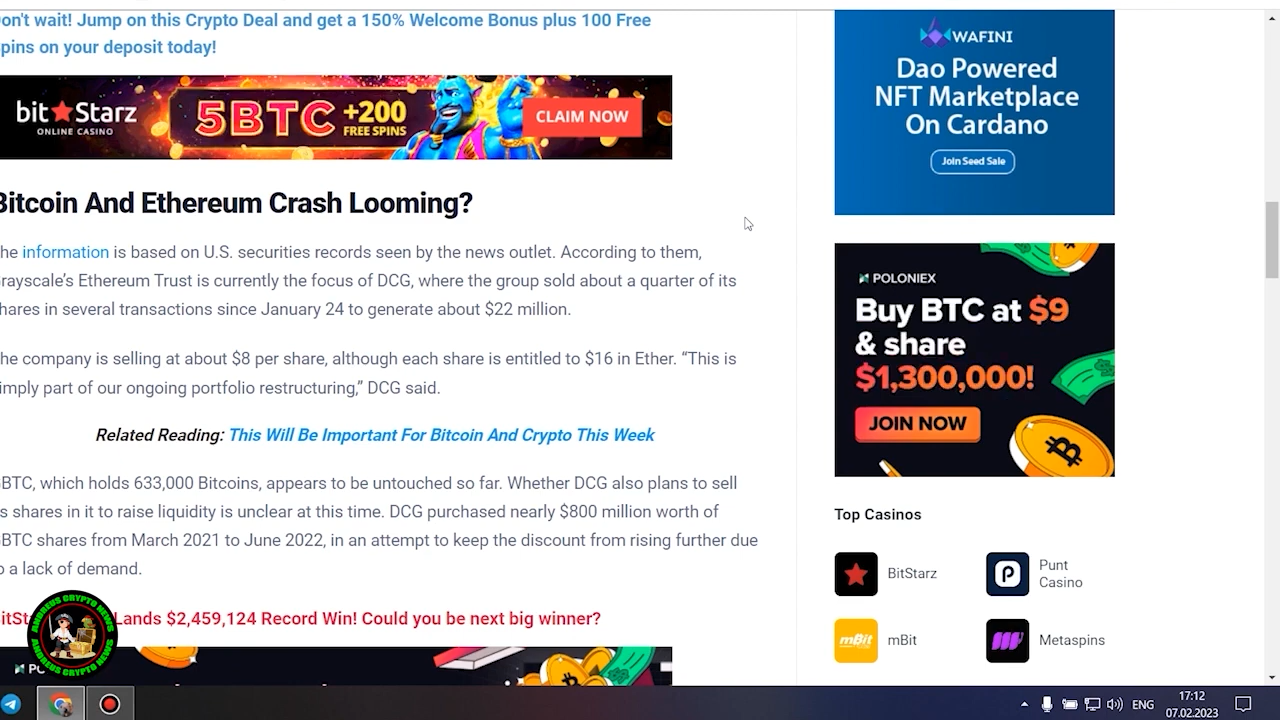 on't wait! Jump on this Crypto Deal and get a 150% Welcome Bonus plus 100 Free
pins on your deposit today!
bit★Starz
ONLINE CASINO
5BTC +200
FREE SPINS
CLAIM NOW
Bitcoin And Ethereum Crash Looming?
he information is based on U.S. securities records seen by the news outlet. According to them,
rayscale's Ethereum Trust is currently the focus of DCG, where the group sold about a quarter of its
hares in several transactions since January 24 to generate about $22 million.
he company is selling at about $8 per share, although each share is entitled to $16 in Ether. “This is
imply part of our ongoing portfolio restructuring,” DCG said.
Related Reading: This Will Be Important For Bitcoin And Crypto This Week
BTC, which holds 633,000 Bitcoins, appears to be untouched so far. Whether DCG also plans to sell
s shares in it to raise liquidity is unclear at this time. DCG purchased nearly $800 million worth of
BTC shares from March 2021 to June 2022, in an attempt to keep the discount from rising further due
o a lack of demand.
itSt Lands $2,459,124 Record Win! Could you be next big winner?
ANDREUS CRYPTO NEWS
ANDREUS CRYPTO NEWS
WAFINI
Dao Powered
NFT Marketplace
On Cardano
Join Seed Sale
POLONIEX
Buy BTC at $9
& share
$1,300,000!
JOIN NOW
Top Casinos
BitStarz
Punt
Casino
mBit
mBit
Metaspins
ENG
17:12
07.02.2023